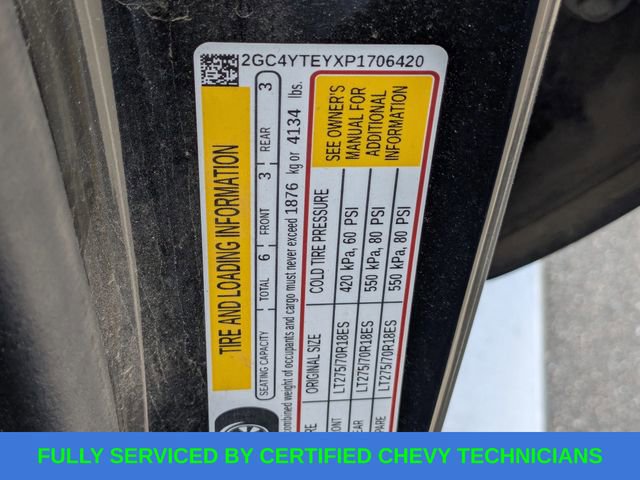 2GC4YTEYXP1706420
TIRE AND LOADING INFORMATION
SEATING CAPACITY TOTAL 6 FRONT 3 REAR 3
combined weight of occupants and cargo must never exceed 1876 kg or 4134 lbs.
ORIGINAL SIZE COLD TIRE PRESSURE
LT275/70R18ES 420 kPa, 60 PSI
LT275/70R18ES 550 kPa, 80 PSI
LT275/70R18ES 550 kPa, 80 PSI
SEE OWNER'S
MANUAL FOR
ADDITIONAL
INFORMATION
FULLY SERVICED BY CERTIFIED CHEVY TECHNICIANS